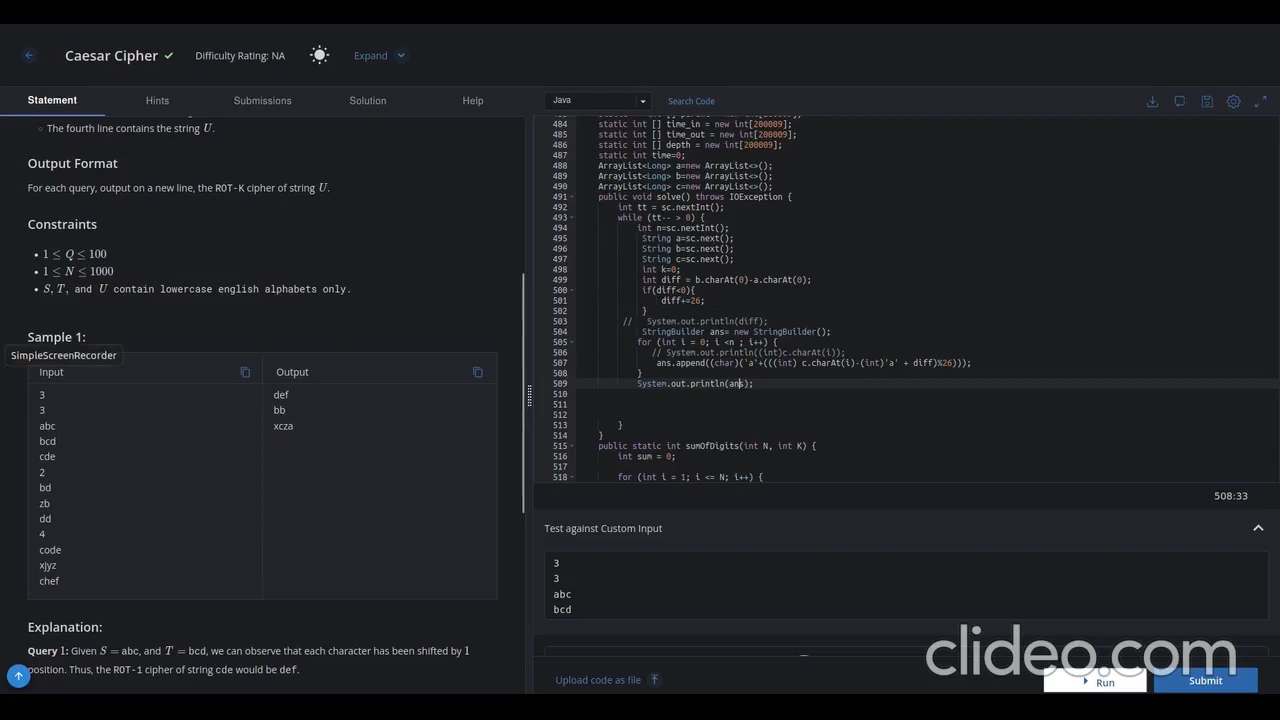 Caesar Cipher
Difficulty Rating: NA
Expand
Statement
Hints
Submissions
Solution
Help
The fourth line contains the string U.
Output Format
For each query, output on a new line, the ROT-K cipher of string U.
Constraints
1 ≤ Q ≤ 100
1 ≤ N ≤ 1000
S, T, and U contain lowercase english alphabets only.
Sample 1:
SimpleScreenRecorder
Input
Output
3
3
abc
bcd
cde
2
bd
zb
dd
4
code
xjyz
chef
def
bb
xcza
Explanation:
Query 1: Given S = abc, and T = bcd, we can observe that each character has been shifted by 1
position. Thus, the ROT-1 cipher of string cde would be def.
Java
Search Code
484 static int [] time_in = new int[200009];
485 static int [] time_out = new int[200009];
486 static int [] depth = new int[200009];
487 static int time=0;
488 ArrayList<Long> a=new ArrayList<>();
489 ArrayList<Long> b=new ArrayList<>();
490 ArrayList<Long> c=new ArrayList<>();
491 public void solve() throws IOException {
492 int tt = sc.nextInt();
493 while (tt-- > 0) {
494 int n=sc.nextInt();
495 String a=sc.next();
496 String b=sc.next();
497 String c=sc.next();
498 int k=0;
499 int diff = b.charAt(0)-a.charAt(0);
500 if(diff<0){
501 diff+=26;
502 }
503 // System.out.println(diff);
504 StringBuilder ans= new StringBuilder();
505 for (int i = 0; i <n ; i++) {
506 // System.out.println((int)c.charAt(i));
507 ans.append((char)('a'+(((int) c.charAt(i)-(int)'a' + diff)%26)));
508 }
509 System.out.println(ans);
510
511
512
513 }
514 }
515 public static int sumOfDigits(int N, int K) {
516 int sum = 0;
517
518 for (int i = 1; i <= N; i++) {
508:33
Test against Custom Input
3
3
abc
bcd
clideo.com
Upload code as file
Run
Submit